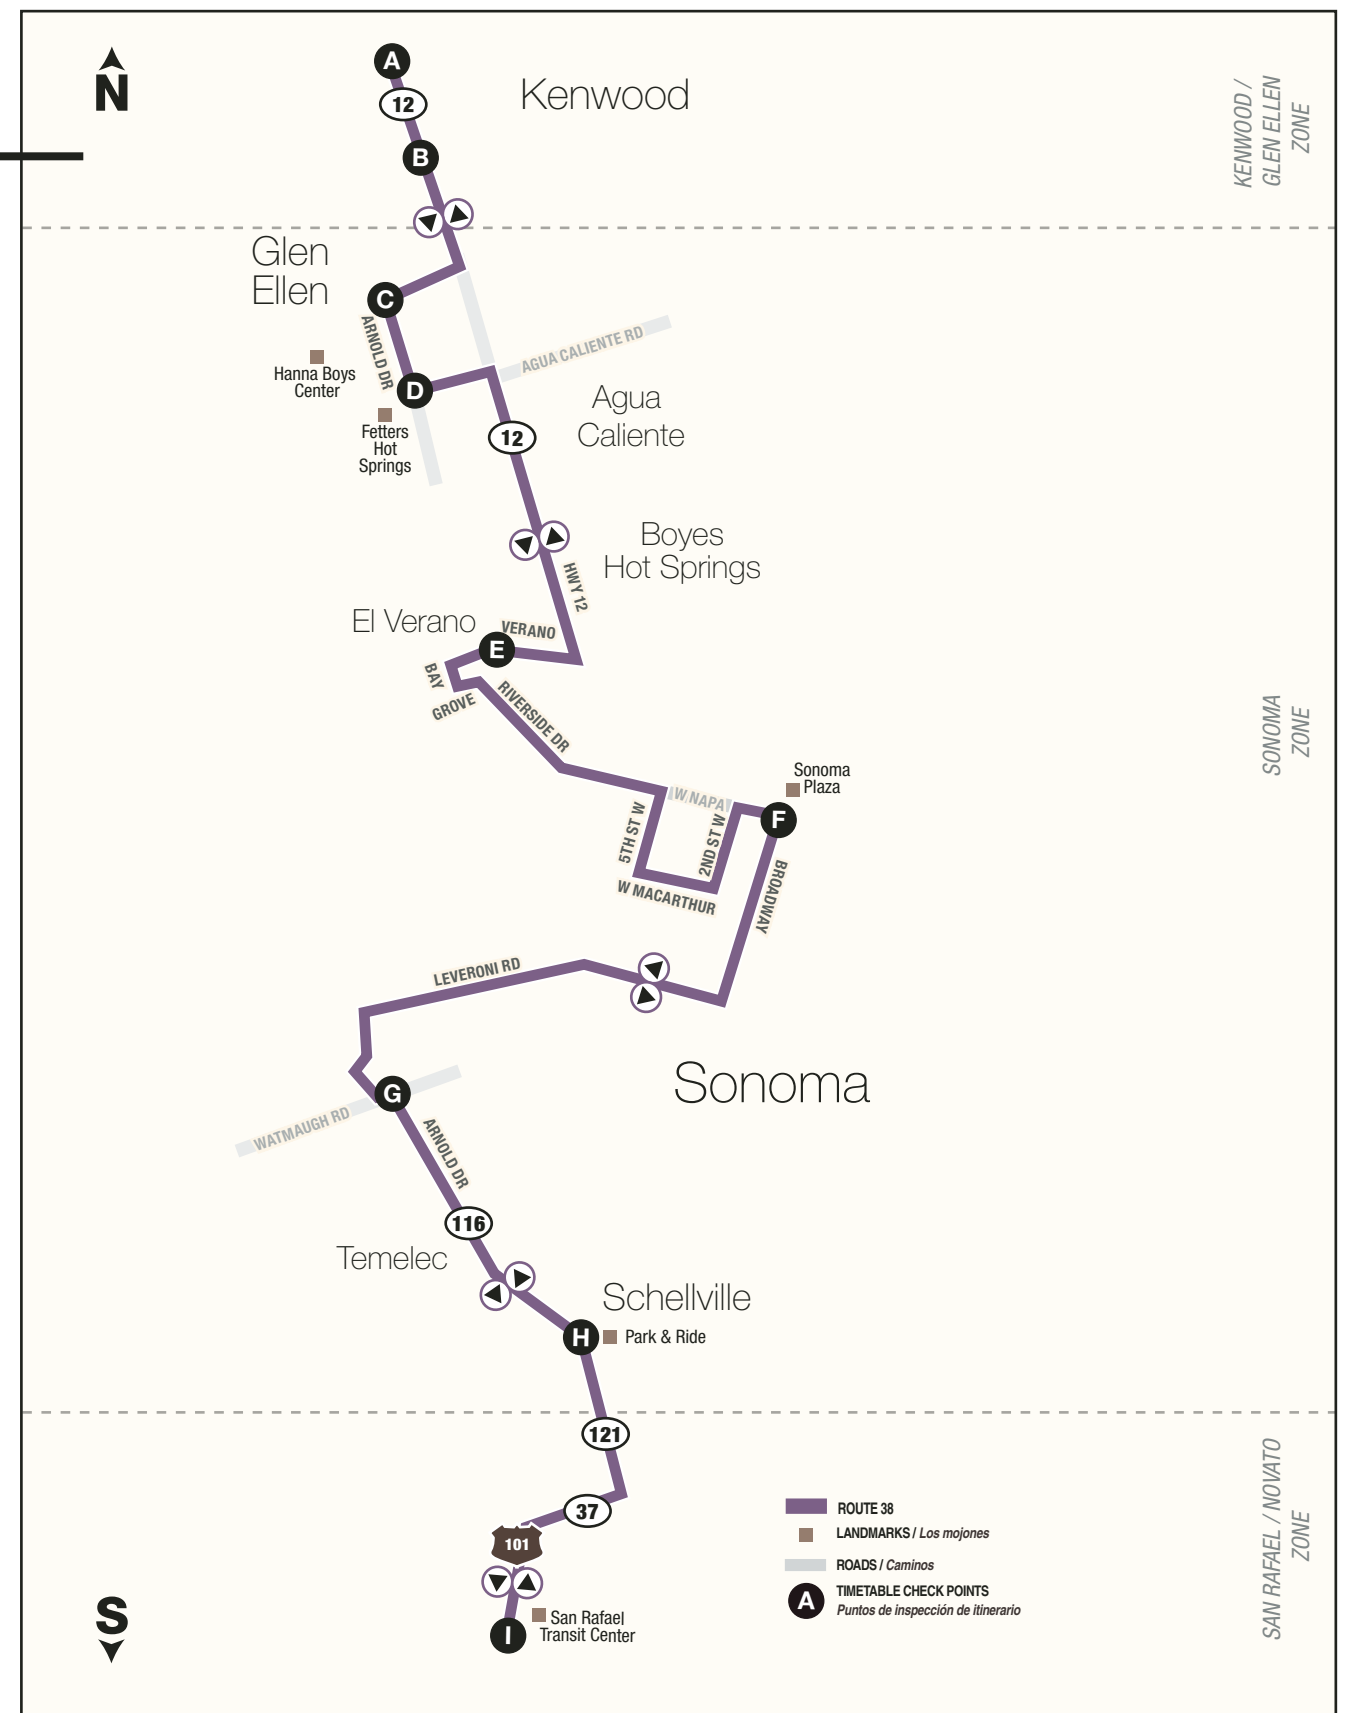 N
A
12
Kenwood
KENWOOD /
GLEN ELLEN
ZONE
B
Glen
Ellen
C
ARNOLD DR
AGUA CALIENTE RD
Hanna Boys
Center
D
Fetters
Hot
Springs
Agua
Caliente
12
Boyes
Hot Springs
HWY 12
El Verano
VERANO
E
BAY
GROVE
RIVERSIDE DR
SONOMA
ZONE
Sonoma
Plaza
W NAPA
F
5TH ST W
2ND ST W
W MACARTHUR
BROADWAY
LEVERONI RD
Sonoma
G
WATMAUGH RD
ARNOLD DR
116
Temelec
Schellville
H
Park & Ride
121
37
101
SAN RAFAEL / NOVATO
ZONE
San Rafael
Transit Center
I
ROUTE 38
LANDMARKS / Los mojones
ROADS / Caminos
A
TIMETABLE CHECK POINTS
Puntos de inspección de itinerario
S